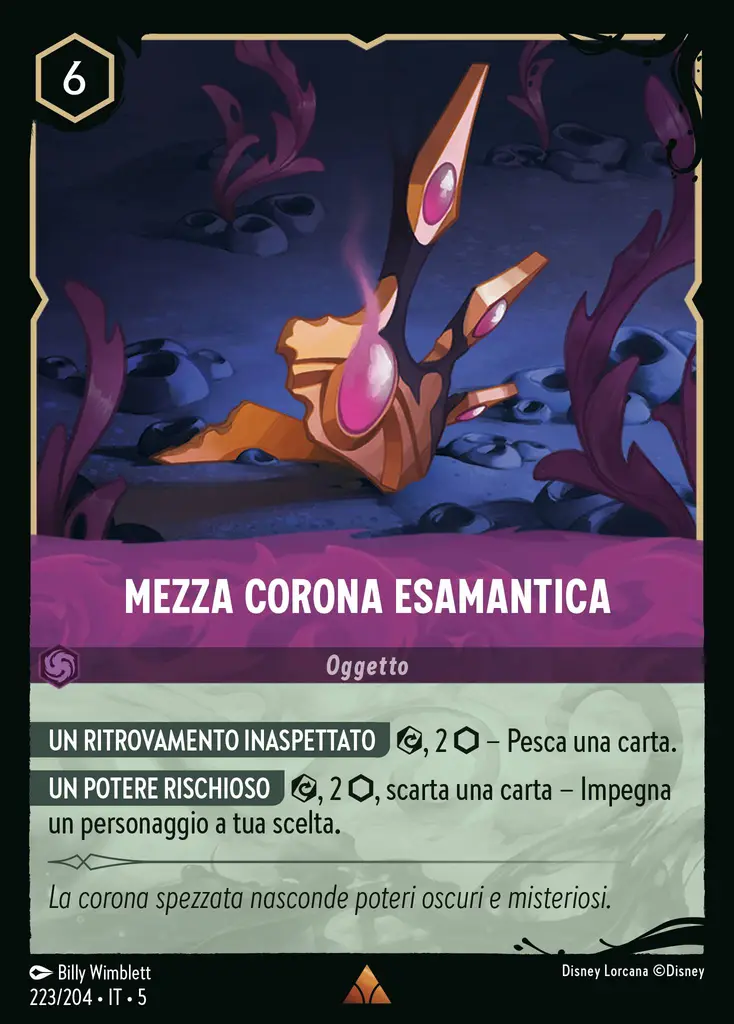 6
MEZZA CORONA ESAMANTICA
Oggetto
UN RITROVAMENTO INASPETTATO , 2 – Pesca una carta.
UN POTERE RISCHIOSO , 2 , scarta una carta – Impegna
un personaggio a tua scelta.
La corona spezzata nasconde poteri oscuri e misteriosi.
Billy Wimblett
Disney Lorcana ©Disney
223/204 • IT • 5